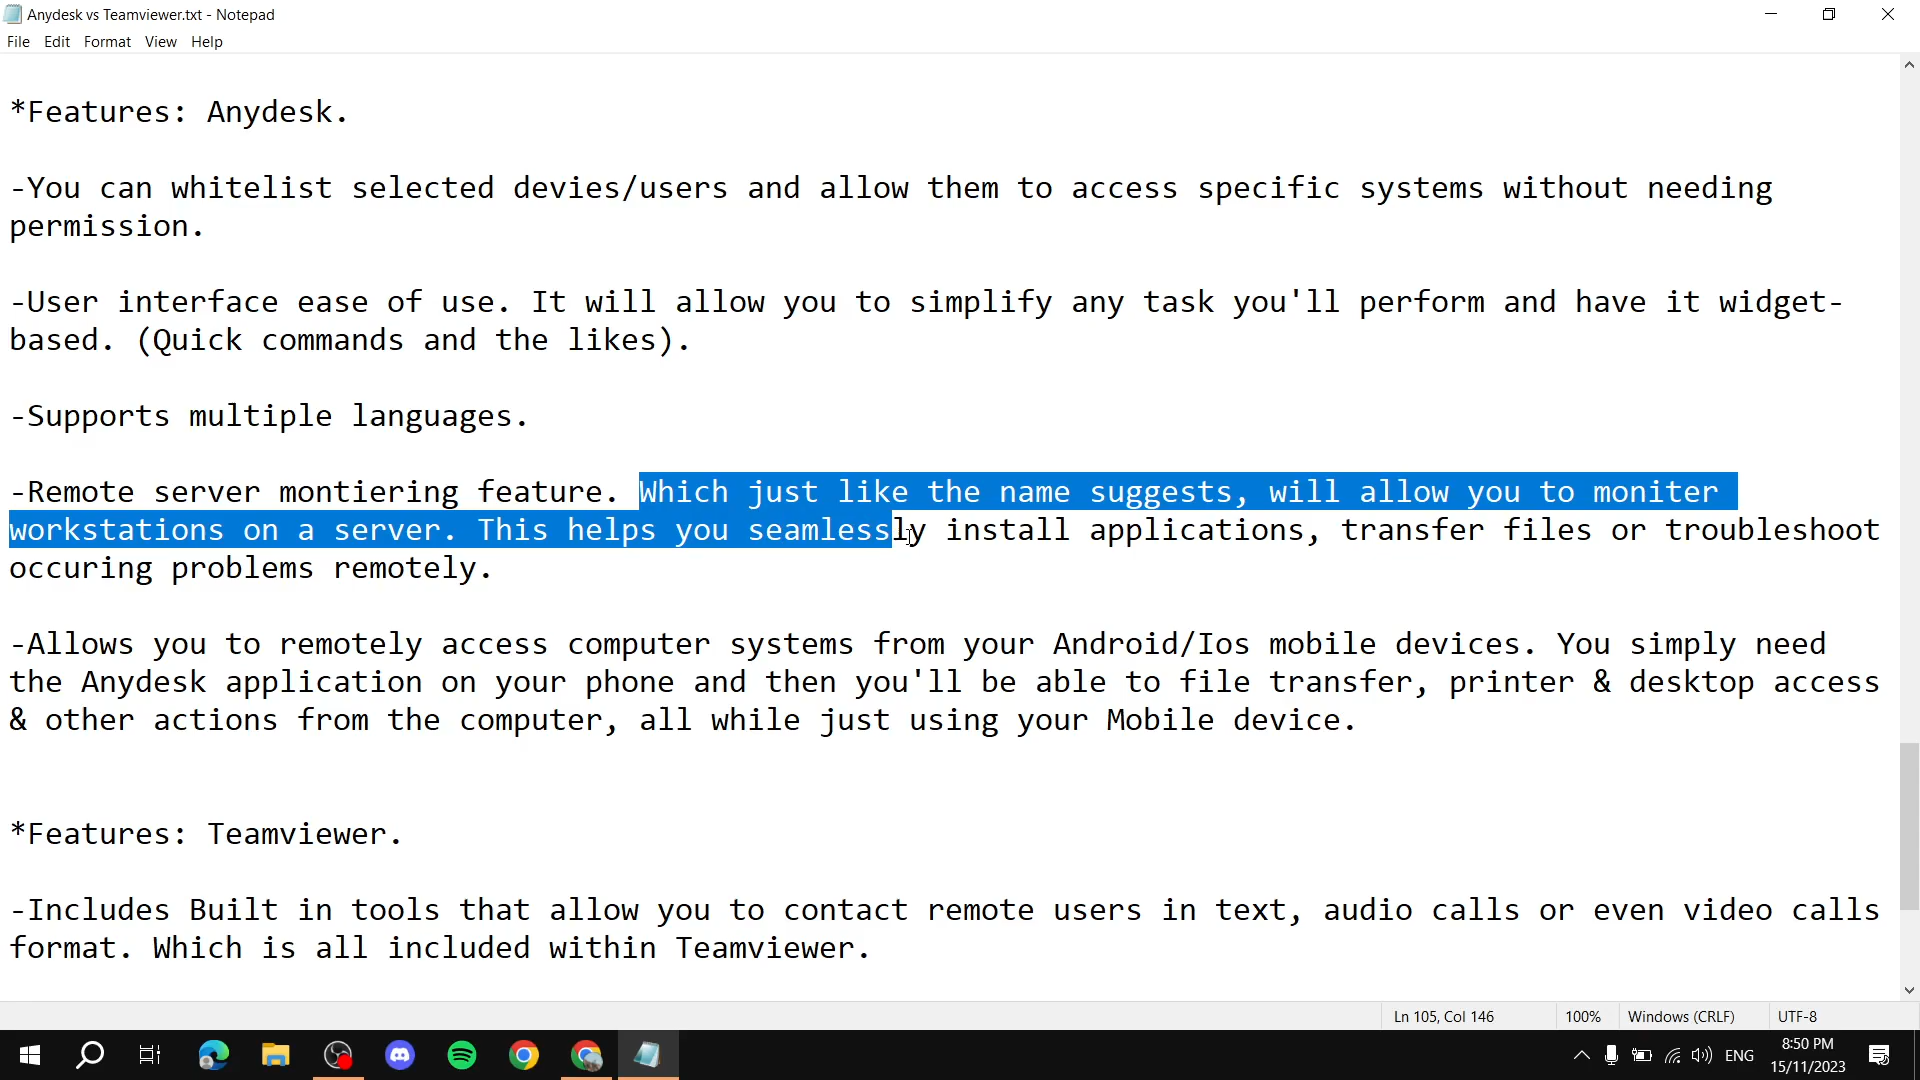 Anydesk vs Teamviewer.txt - Notepad
File Edit Format View Help
*Features: Anydesk.
-You can whitelist selected devies/users and allow them to access specific systems without needing
permission.
-User interface ease of use. It will allow you to simplify any task you'll perform and have it widget-
based. (Quick commands and the likes).
-Supports multiple languages.
-Remote server montiering feature. Which just like the name suggests, will allow you to moniter
workstations on a server. This helps you seamlessly install applications, transfer files or troubleshoot
occuring problems remotely.
-Allows you to remotely access computer systems from your Android/Ios mobile devices. You simply need
the Anydesk application on your phone and then you'll be able to file transfer, printer & desktop access
& other actions from the computer, all while just using your Mobile device.
*Features: Teamviewer.
-Includes Built in tools that allow you to contact remote users in text, audio calls or even video calls
format. Which is all included within Teamviewer.
Ln 105, Col 146 100% Windows (CRLF) UTF-8
ENG 8:50 PM
15/11/2023